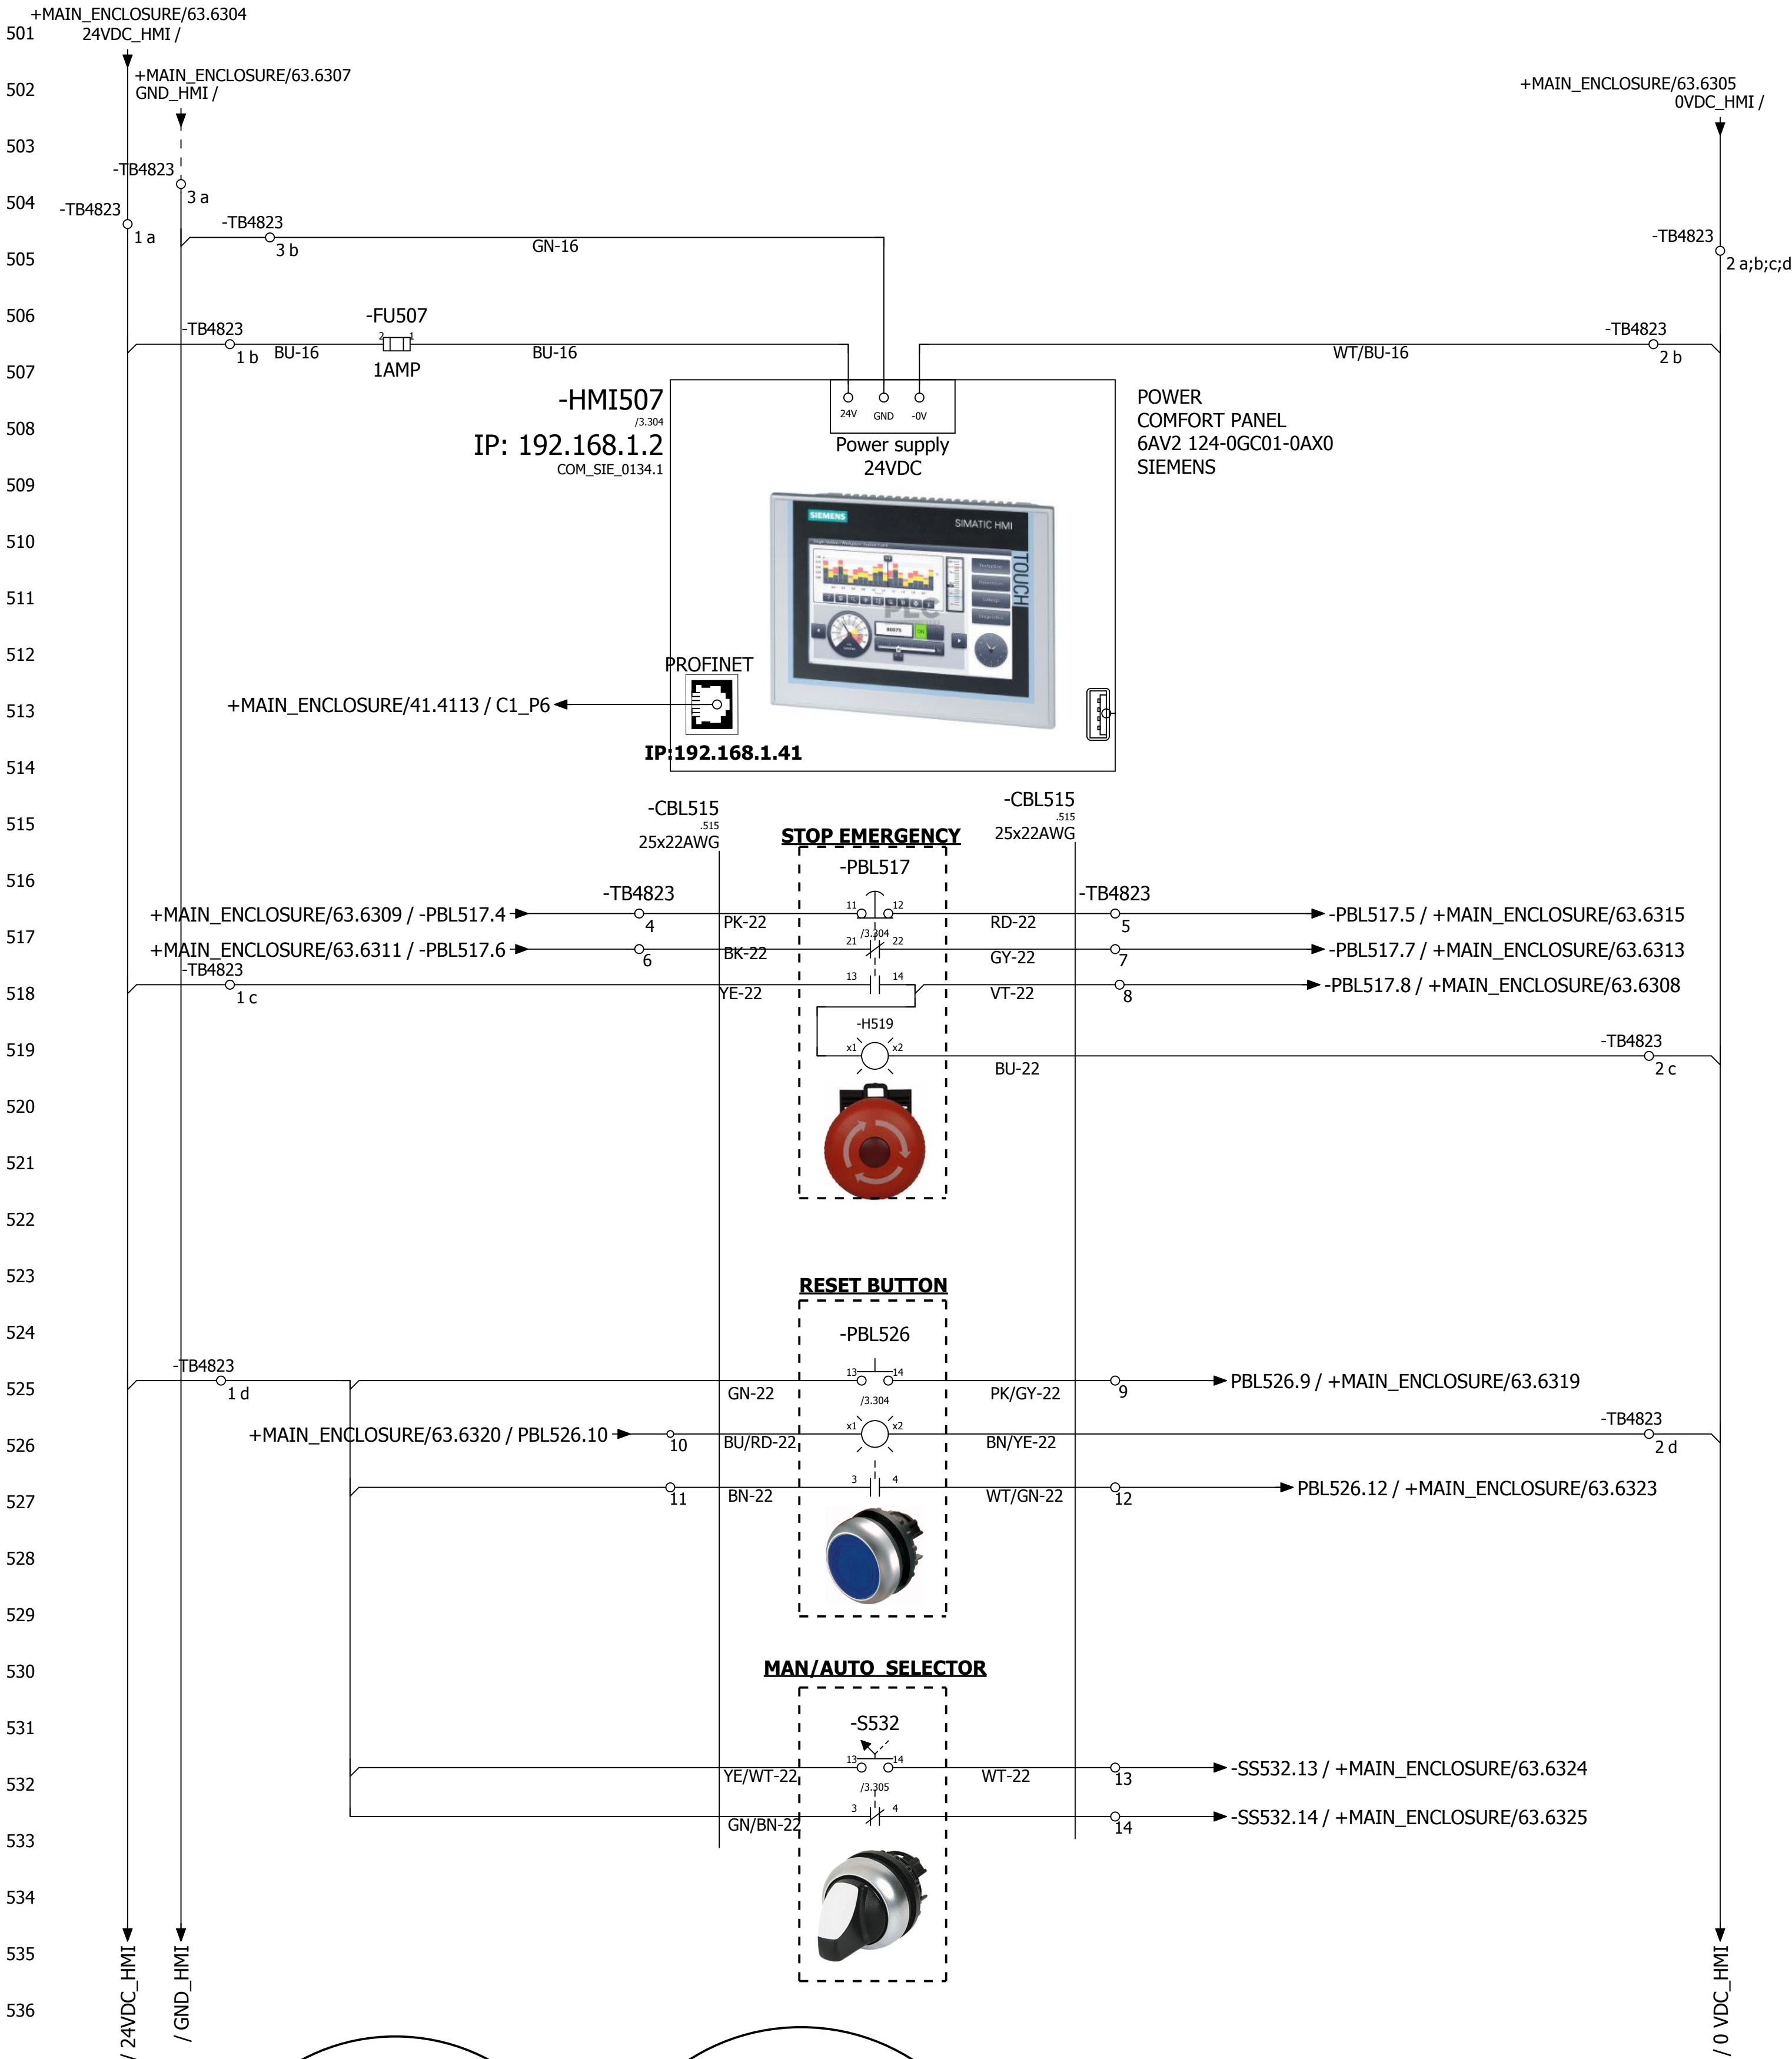 +MAIN_ENCLOSURE/63.6304
501 24VDC_HMI /
+MAIN_ENCLOSURE/63.6307
502 GND_HMI /
+MAIN_ENCLOSURE/63.6305
0VDC_HMI /
503
-TB4823
3 a
504 -TB4823
1 a
-TB4823
3 b
GN-16
-TB4823
2 a;b;c;d
505
506 -FU507
-TB4823
1 b
BU-16
2 1
1AMP
BU-16
WT/BU-16
-TB4823
2 b
507
-HMI507
/3.304
508
IP: 192.168.1.2
COM_SIE_0134.1
24V GND -0V
Power supply
24VDC
POWER
COMFORT PANEL
6AV2 124-0GC01-0AX0
SIEMENS
509
SIEMENS
SIMATIC HMI
510
TOUCH
511
PLC
512
PROFINET
513 +MAIN_ENCLOSURE/41.4113 / C1_P6
IP:192.168.1.41
514
-CBL515
.515
25x22AWG
-CBL515
.515
25x22AWG
515
STOP EMERGENCY
-PBL517
516
-TB4823
-TB4823
+MAIN_ENCLOSURE/63.6309 / -PBL517.4
4
PK-22
11 12
/3.304
RD-22
5
-PBL517.5 / +MAIN_ENCLOSURE/63.6315
517
+MAIN_ENCLOSURE/63.6311 / -PBL517.6
6
BK-22
21 22
GY-22
7
-PBL517.7 / +MAIN_ENCLOSURE/63.6313
-TB4823
1 c
518
YE-22
13 14
VT-22
8
-PBL517.8 / +MAIN_ENCLOSURE/63.6308
-H519
519
x1 x2
BU-22
-TB4823
2 c
520
521
522
523
RESET BUTTON
524
-PBL526
-TB4823
1 d
525
GN-22
13 14
/3.304
PK/GY-22
9
PBL526.9 / +MAIN_ENCLOSURE/63.6319
526
+MAIN_ENCLOSURE/63.6320 / PBL526.10
10
BU/RD-22
x1 x2
BN/YE-22
-TB4823
2 d
527
11
BN-22
3 4
WT/GN-22
12
PBL526.12 / +MAIN_ENCLOSURE/63.6323
528
529
530
MAN/AUTO SELECTOR
531
-S532
532
YE/WT-22
13 14
/3.305
WT-22
13
-SS532.13 / +MAIN_ENCLOSURE/63.6324
GN/BN-22
3 4
14
-SS532.14 / +MAIN_ENCLOSURE/63.6325
533
534
535
536
/ 24VDC_HMI
/ GND_HMI
/ 0 VDC_HMI